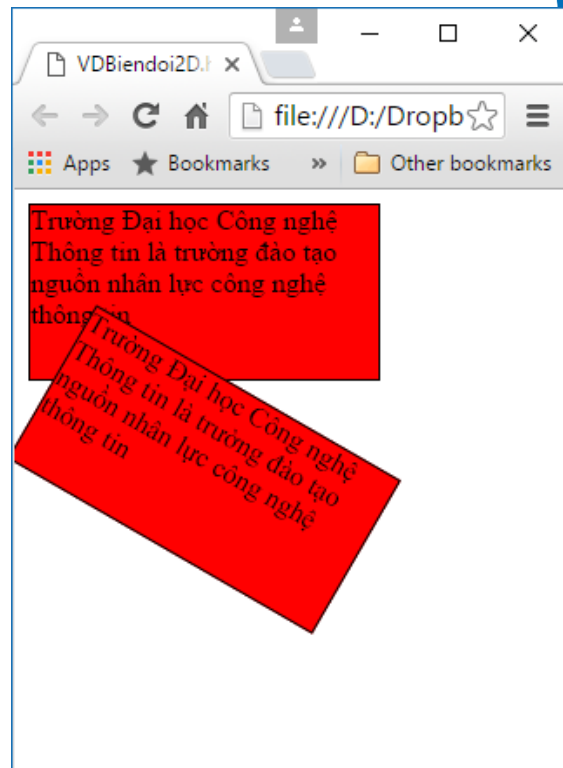 VDBiendoi2D.h
file:///D:/Dropb
Apps Bookmarks » Other bookmarks
Trường Đại học Công nghệ
Thông tin là trường đào tạo
nguồn nhân lực công nghệ
thông tin
Trường Đại học Công nghệ
Thông tin là trường đào tạo
nguồn nhân lực công nghệ
thông tin